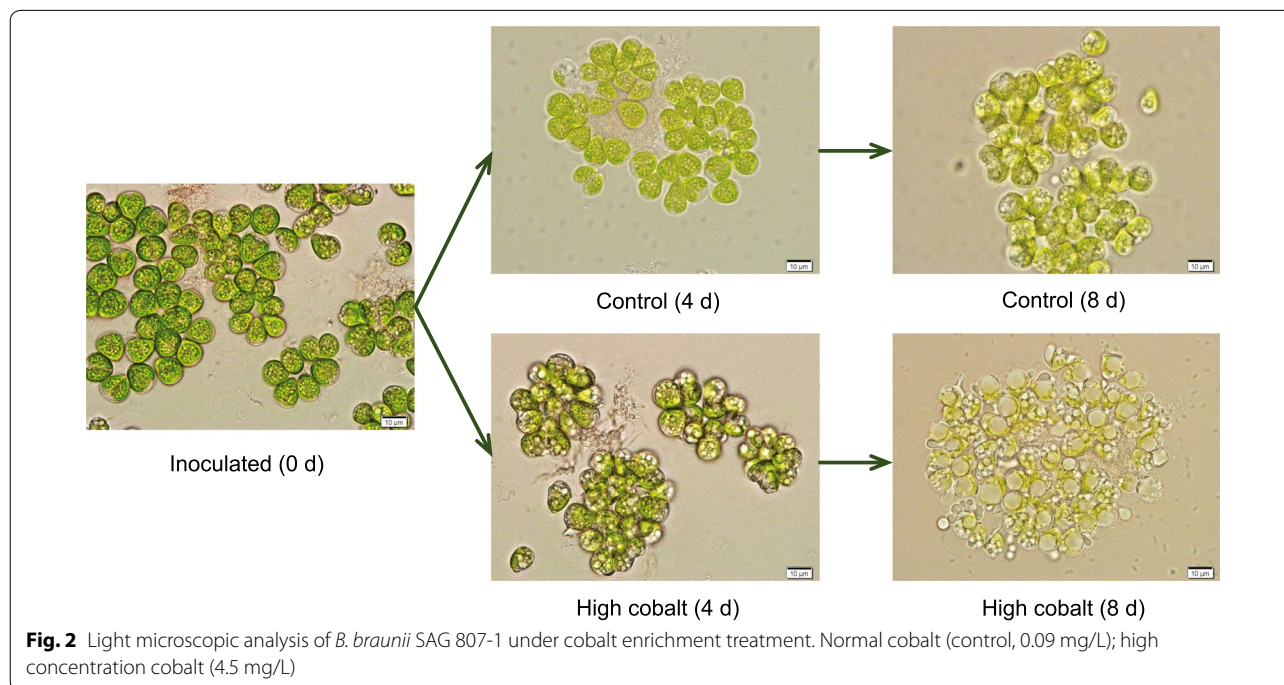 10 µm
Control (4 d)
10 µm
Control (8 d)
10 µm
Inoculated (0 d)
10 µm
High cobalt (4 d)
10 µm
High cobalt (8 d)
Fig. 2 Light microscopic analysis of B. braunii SAG 807-1 under cobalt enrichment treatment. Normal cobalt (control, 0.09 mg/L); high
concentration cobalt (4.5 mg/L)